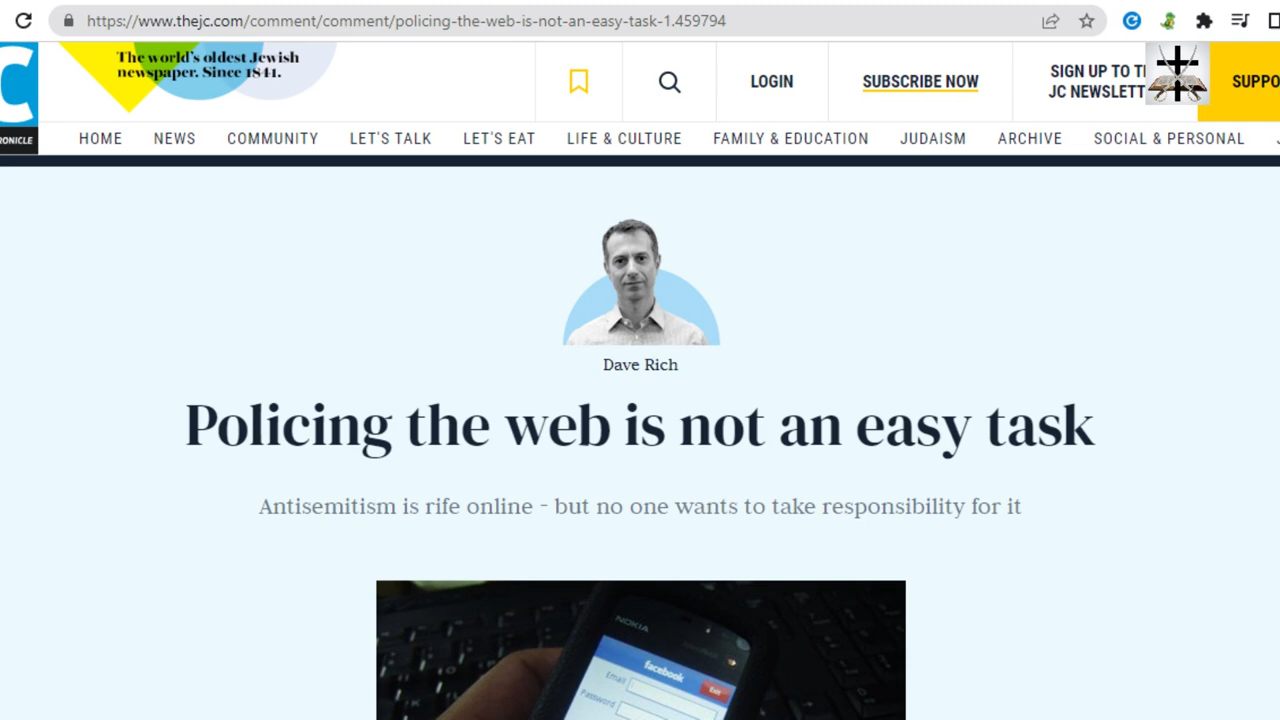 https://www.thejc.com/comment/comment/policing-the-web-is-not-an-easy-task-1.459794
The world's oldest Jewish
newspaper. Since 1841.
LOGIN
SUBSCRIBE NOW
SIGN UP TO
JC
C
SUPPO
RONICLE
HOME NEWS COMMUNITY LET'S TALK LET'S EAT LIFE & CULTURE FAMILY & EDUCATION JUDAISM ARCHIVE SOCIAL & PERSONAL
Dave Rich
Policing the web is not an easy task
Antisemitism is rife online - but no one wants to take responsibility for it
NOKIA
facebook
Email
Exit
Password